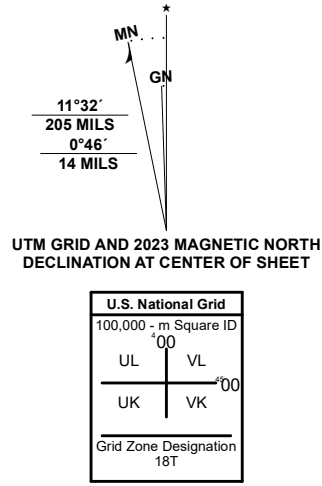 ★
MN
GN
11°32´
205 MILS
0°46´
14 MILS
UTM GRID AND 2023 MAGNETIC NORTH
DECLINATION AT CENTER OF SHEET
U.S. National Grid
100,000 - m Square ID
⁴00
UL VL
⁴⁵00
UK VK
Grid Zone Designation
18T